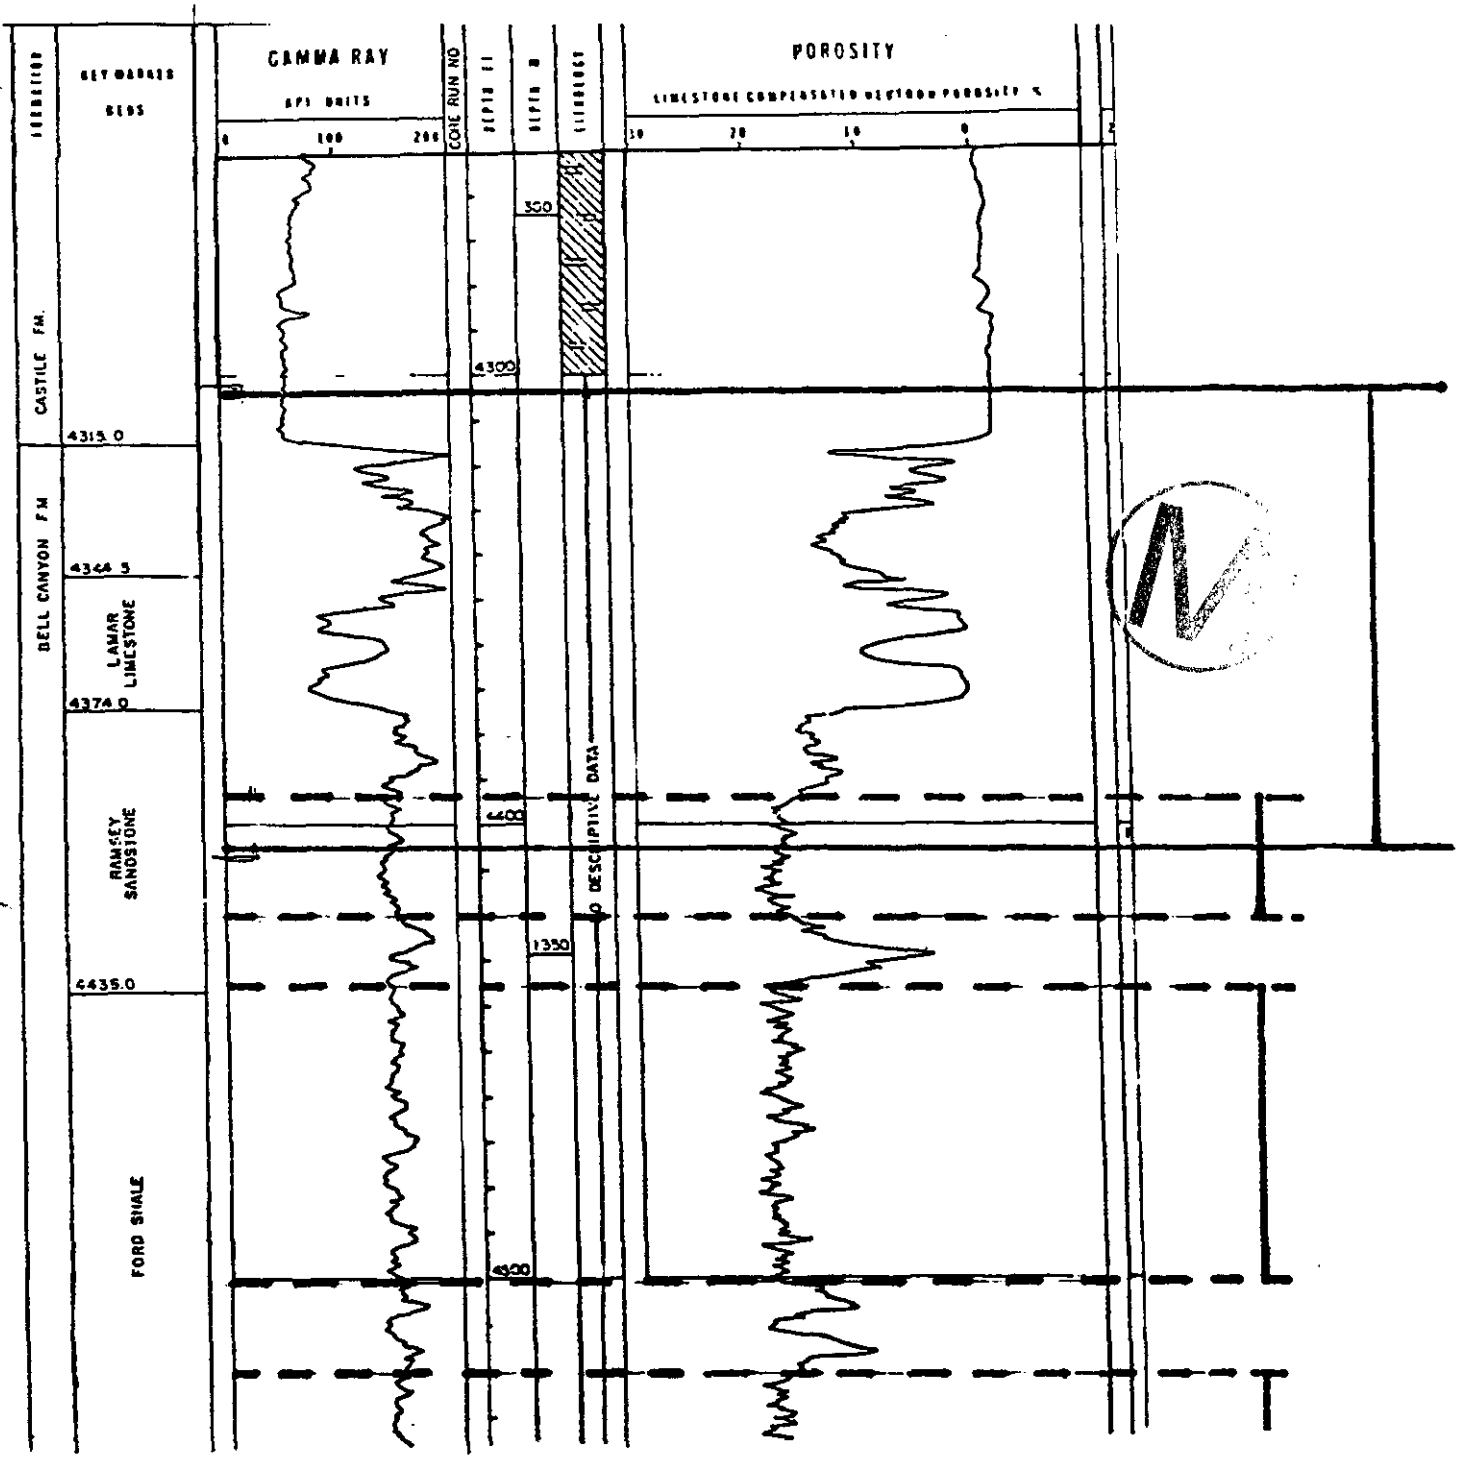 FORMATION
KEY MARKER
BEDS
GAMMA RAY
API UNITS
0 100 200
CORE RUN NO
DEPTH FT
DEPTH M
LITHOLOGY
POROSITY
LIMESTONE COMPENSATED NEUTRON POROSITY %
30 20 10 0
CASTILE FM.
300
4300
4315.0
BELL CANYON FM
4344.5
LAMAR
LIMESTONE
4374.0
N
RAMSEY
SANDSTONE
4400
O DESCRIPTIVE DATA
1350
4435.0
FORD SHALE
4500